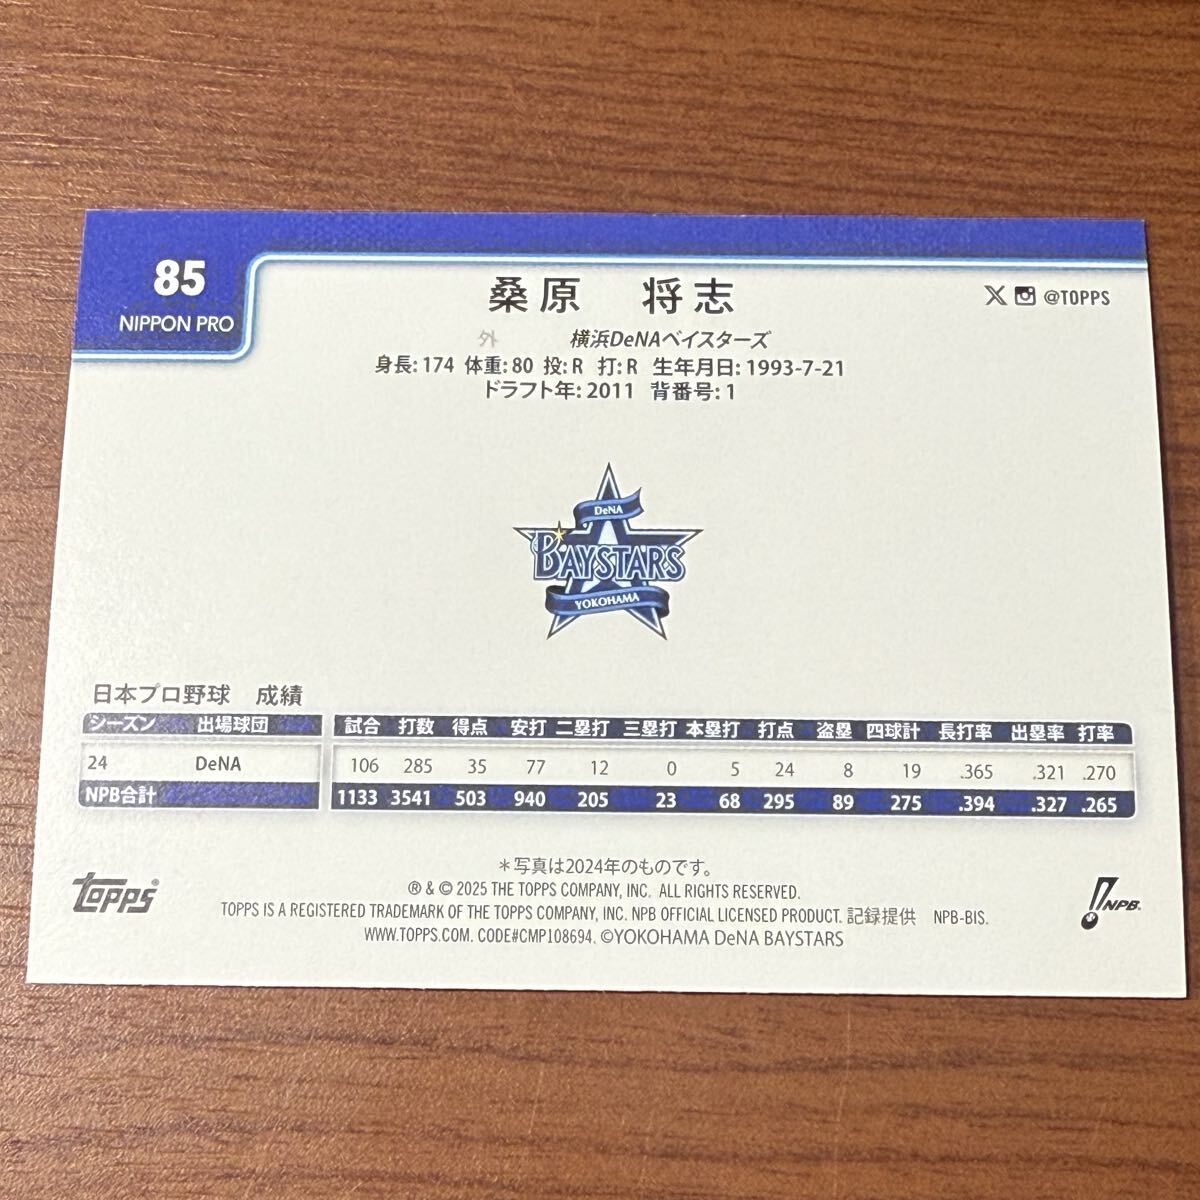 85
NIPPON PRO
桑原 将志
@TOPPS
外 横浜DeNAベイスターズ
身長:174 体重:80 投:R 打:R 生年月日:1993-7-21
ドラフト年:2011 背番号:1
DeNA
BAYSTARS
YOKOHAMA
日本プロ野球 成績
シーズン 出場球団 試合 打数 得点 安打 二塁打 三塁打 本塁打 打点 盗塁 四球計 長打率 出塁率 打率
24 DeNA 106 285 35 77 12 0 5 24 8 19 .365 .321 .270
NPB合計 1133 3541 503 940 205 23 68 295 89 275 .394 .327 .265
＊写真は2024年のものです。
® & © 2025 THE TOPPS COMPANY, INC. ALL RIGHTS RESERVED.
TOPPS IS A REGISTERED TRADEMARK OF THE TOPPS COMPANY, INC. NPB OFFICIAL LICENSED PRODUCT. 記録提供 NPB-BIS.
WWW.TOPPS.COM. CODE#CMP108694. ©YOKOHAMA DeNA BAYSTARS
Topps®
NPB